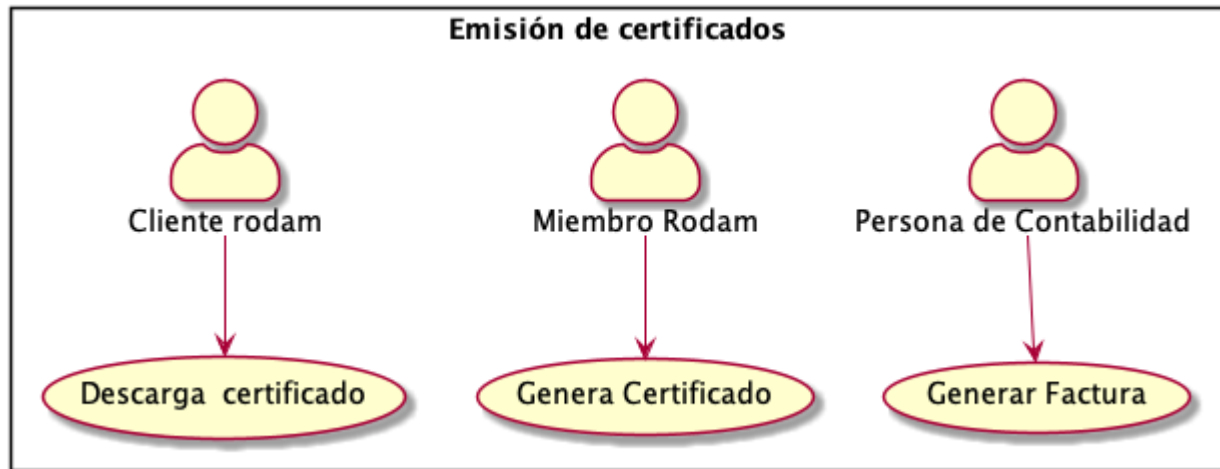 Emisión de certificados
Cliente rodam
Miembro Rodam
Persona de Contabilidad
Descarga  certificado
Genera Certificado
Generar Factura